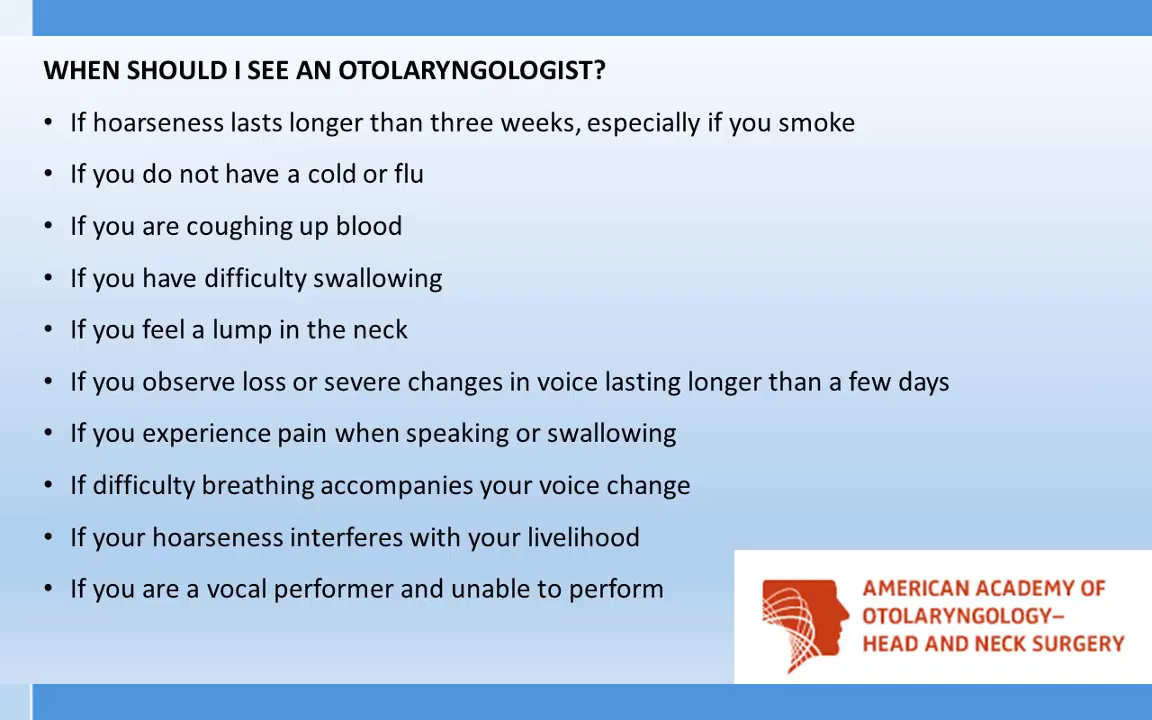 WHEN SHOULD I SEE AN OTOLARYNGOLOGIST?
• If hoarseness lasts longer than three weeks, especially if you smoke
• If you do not have a cold or flu
• If you are coughing up blood
• If you have difficulty swallowing
• If you feel a lump in the neck
• If you observe loss or severe changes in voice lasting longer than a few days
• If you experience pain when speaking or swallowing
• If difficulty breathing accompanies your voice change
• If your hoarseness interferes with your livelihood
• If you are a vocal performer and unable to perform
AMERICAN ACADEMY OF
OTOLARYNGOLOGY–
HEAD AND NECK SURGERY